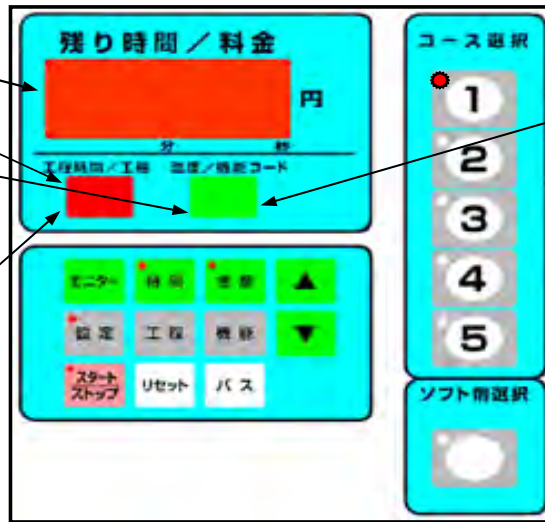 残り時間／料金
円
分 秒
工程時間／工程 温度／機能コード
モニター 時間 温度 ▲
設定 工程 機能 ▼
スタート
ストップ リセット パス
コース選択
1
2
3
4
5
ソフト剤選択